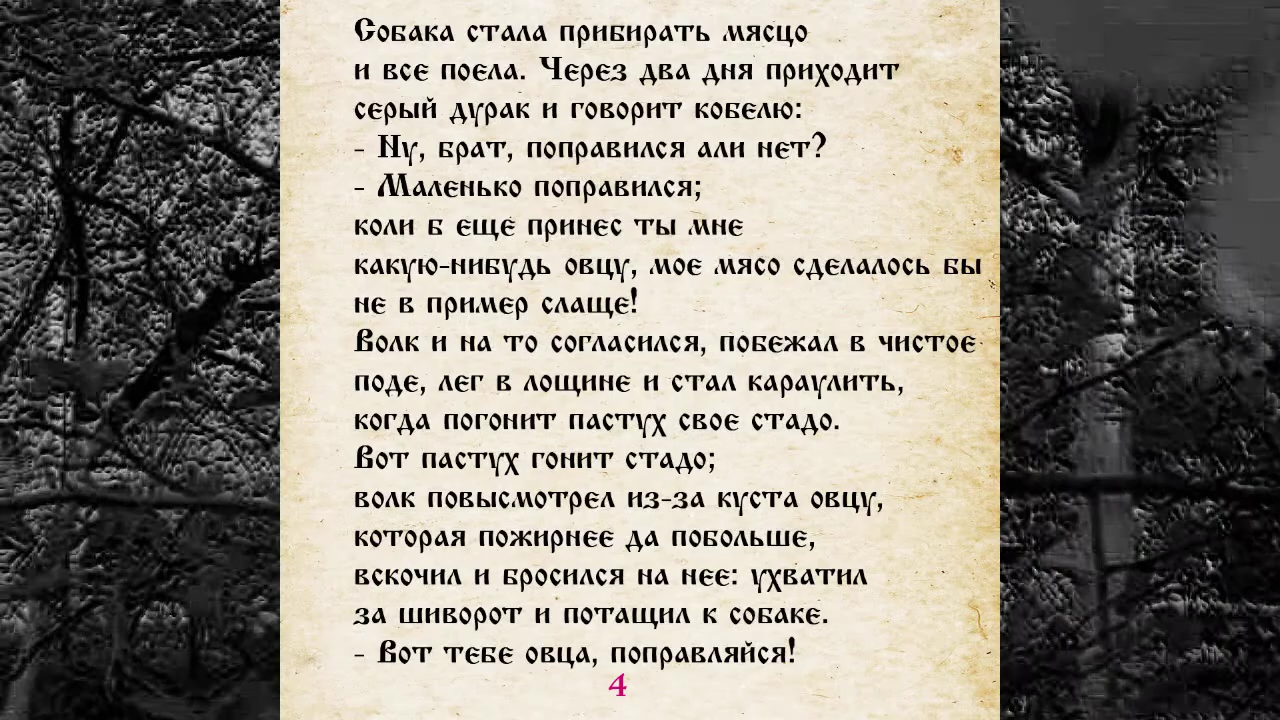 Собака стала прибирать мясцо
и все поела. Через два дня приходит
серый дурак и говорит кобелю:
- Ну, брат, поправился али нет?
- Маленько поправился;
коли б еще принес ты мне
какую-нибудь овцу, мое мясо сделалось бы
не в пример слаще!
Волк и на то согласился, побежал в чистое
поде, лег в лощине и стал караулить,
когда погонит пастух свое стадо.
Вот пастух гонит стадо;
волк повысмотрел из-за куста овцу,
которая пожирнее да побольше,
вскочил и бросился на нее: ухватил
за шиворот и потащил к собаке.
- Вот тебе овца, поправляйся!
4